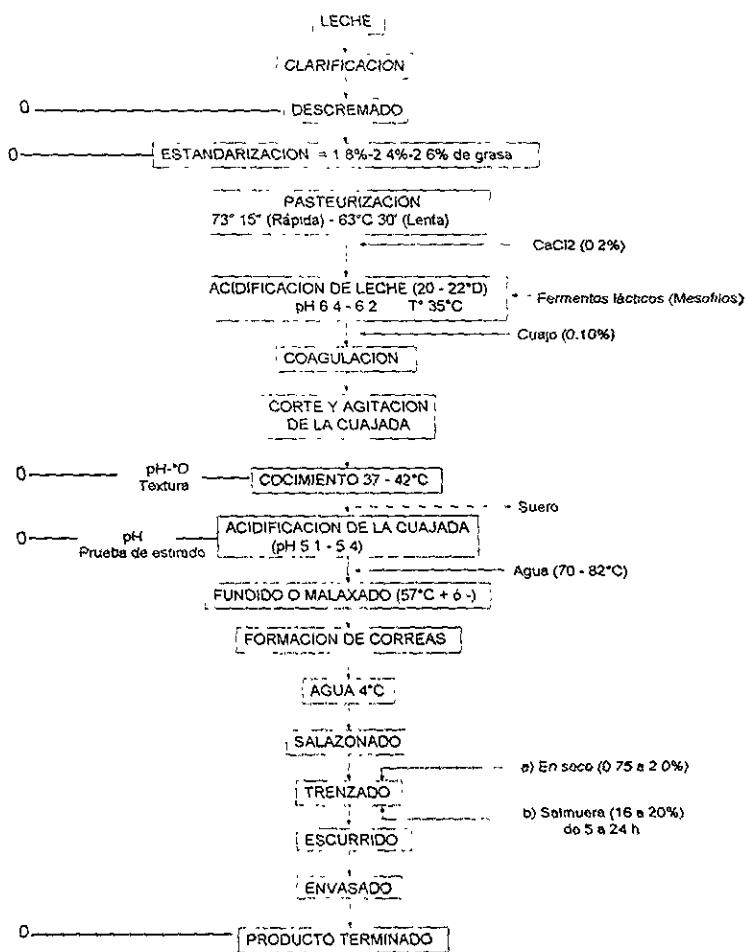 LECHE
CLARIFICACION
0 DESCREMADO
0 ESTANDARIZACION = 1 8%-2 4%-2 6% de grasa
PASTEURIZACION
73° 15" (Rápida) - 63°C 30' (Lenta)
CaCl2 (0 2%)
ACIDIFICACION DE LECHE (20 - 22°D)
pH 6 4 - 6 2 T° 35°C
Fermentos lácticos (Mesofilos)
Cuajo (0.10%)
COAGULACION
CORTE Y AGITACION
DE LA CUAJADA
0 pH-°D
Textura
COCIMIENTO 37 - 42°C
Suero
0 pH
Prueba de estirado
ACIDIFICACION DE LA CUAJADA
(pH 5 1 - 5 4)
Agua (70 - 82°C)
FUNDIDO O MALAXADO (57°C + ó -)
FORMACION DE CORREAS
AGUA 4°C
SALAZONADO
a) En seco (0 75 a 2 0%)
TRENZADO
b) Salmuera (16 a 20%)
do 5 a 24 h
ESCURRIDO
ENVASADO
0 PRODUCTO TERMINADO